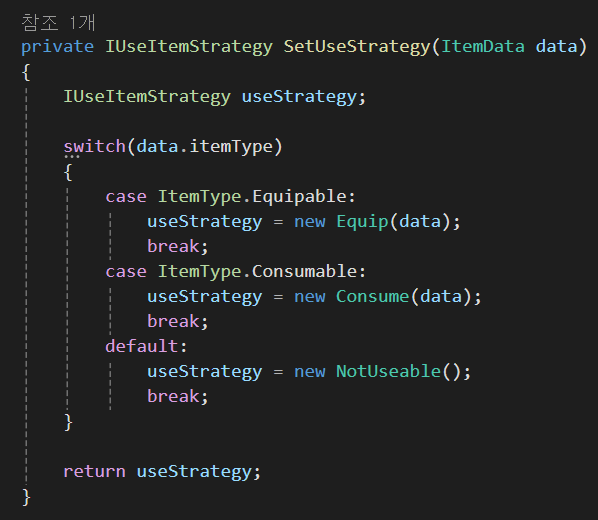 참조 1개
private IUseItemStrategy SetUseStrategy(ItemData data)
{
    IUseItemStrategy useStrategy;

    switch(data.itemType)
    {
        case ItemType.Equipable:
            useStrategy = new Equip(data);
            break;
        case ItemType.Consumable:
            useStrategy = new Consume(data);
            break;
        default:
            useStrategy = new NotUseable();
            break;
    }

    return useStrategy;
}